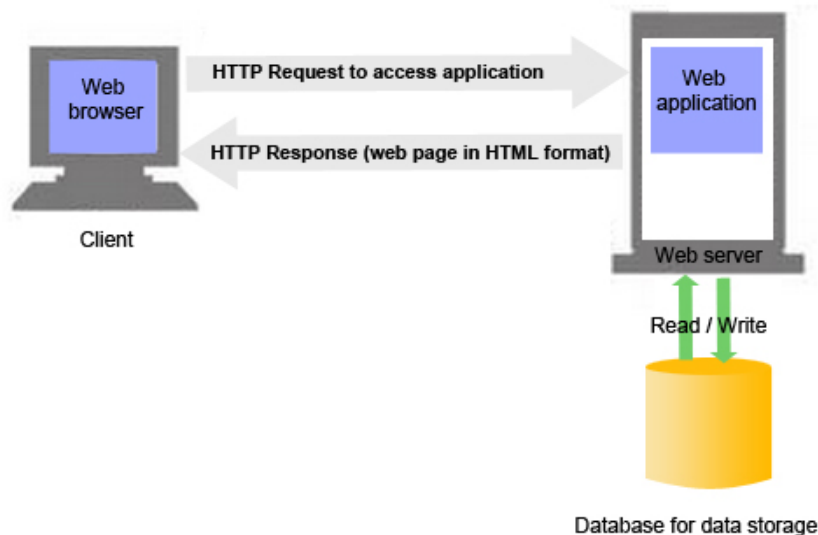 Web
browser
HTTP Request to access application
Web
application
HTTP Response (web page in HTML format)
Client
Web server
Read / Write
Database for data storage